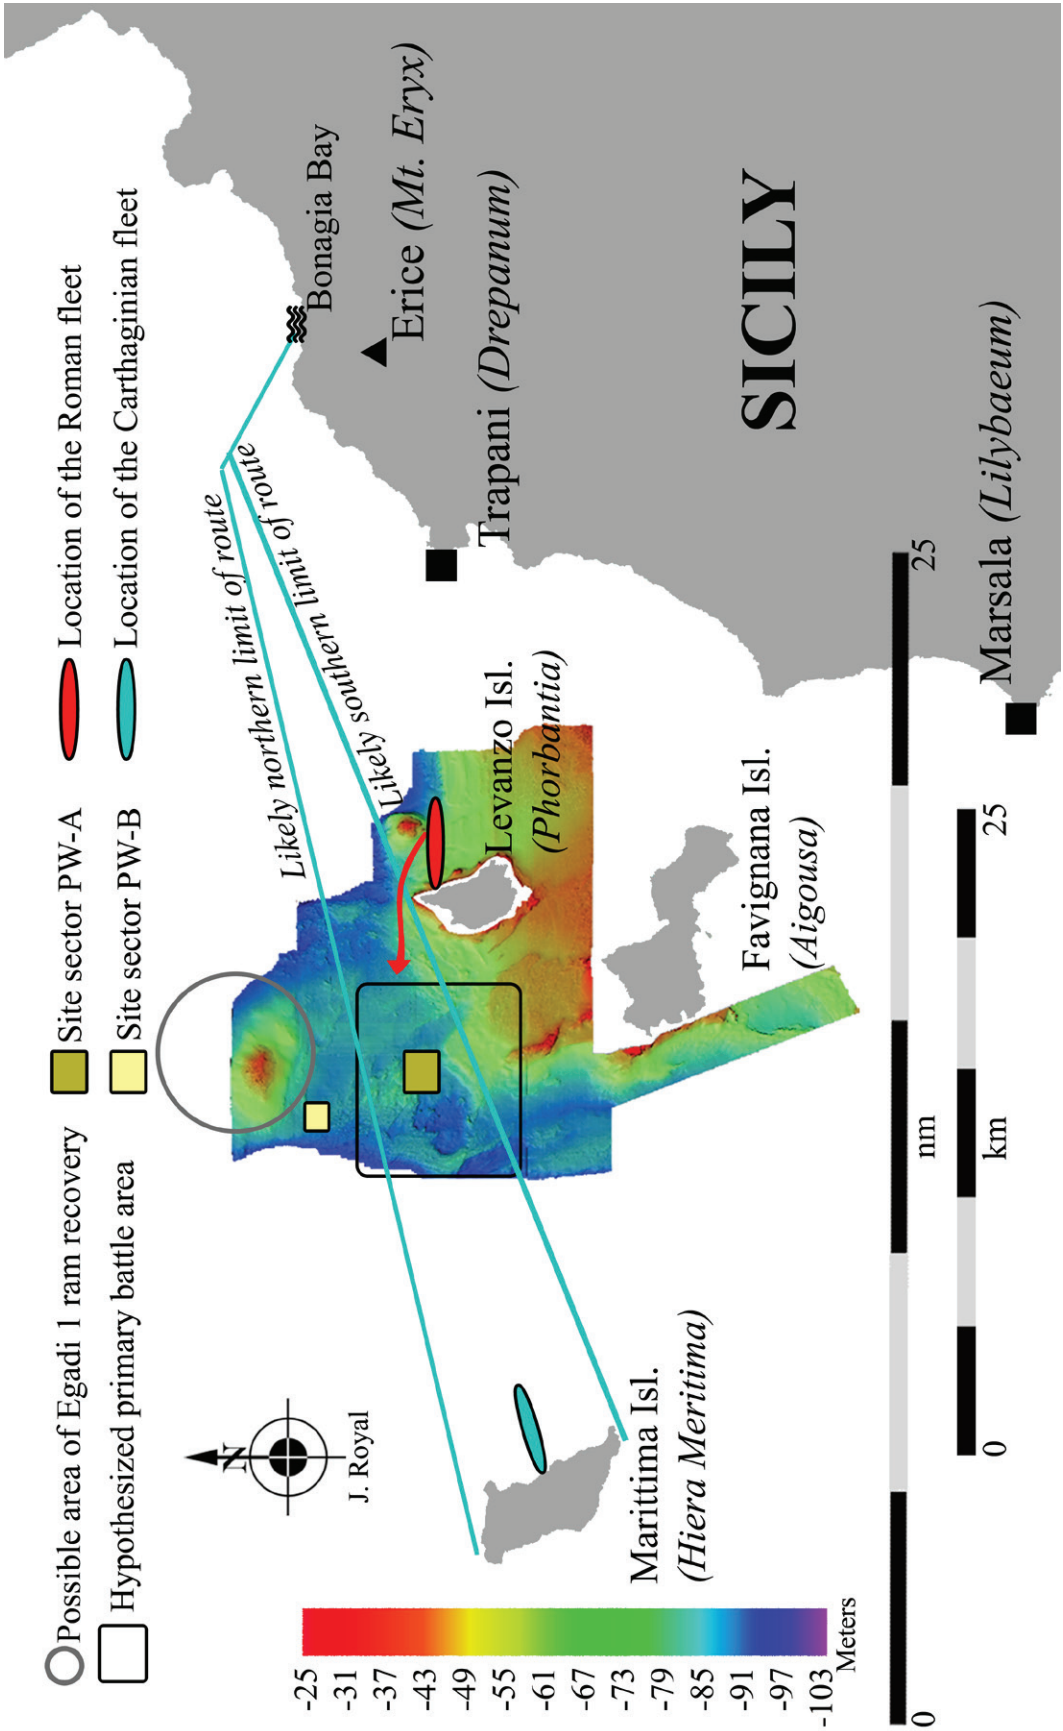 Possible area of Egadi 1 ram recovery
Hypothesized primary battle area
Site sector PW-A
Site sector PW-B
Location of the Roman fleet
Location of the Carthaginian fleet
N
J. Royal
Likely northern limit of route
Likely southern limit of route
Bonagia Bay
Erice (Mt. Eryx)
Trapani (Drepanum)
SICILY
Levanzo Isl.
(Phorbantia)
Favignana Isl.
(Aigousa)
Marittima Isl.
(Hiera Meritima)
Marsala (Lilybaeum)
-25
-31
-37
-43
-49
-55
-61
-67
-73
-79
-85
-91
-97
-103
Meters
0
nm
25
0
km
25